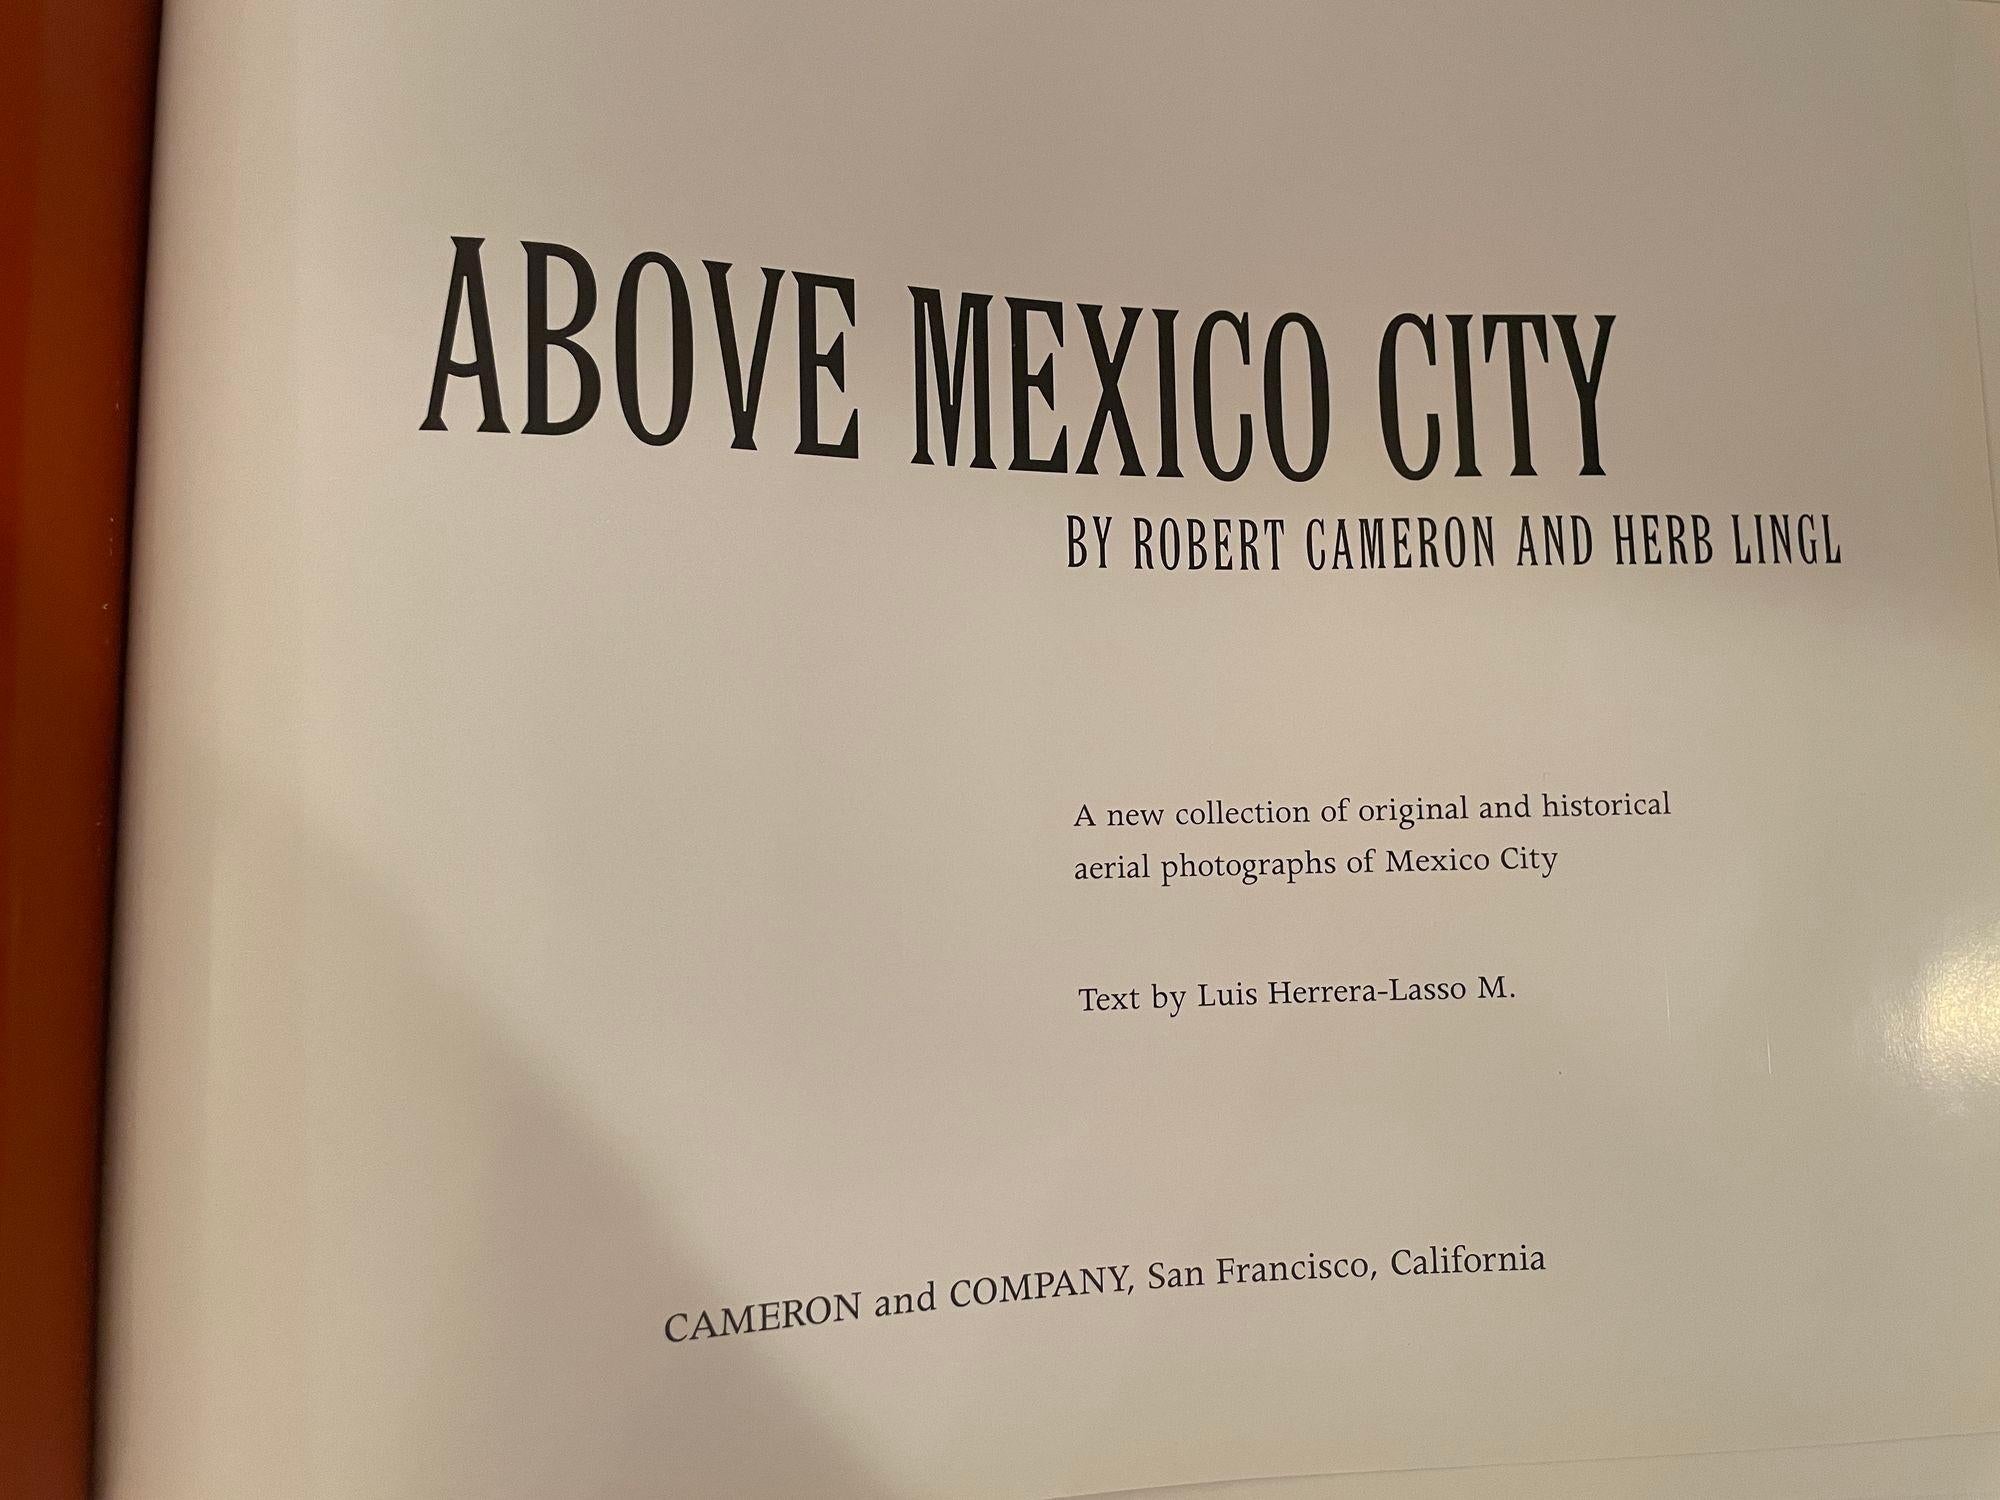 ABOVE MEXICO CITY
BY ROBERT CAMERON AND HERB LINGL
A new collection of original and historical
aerial photographs of Mexico City
Text by Luis Herrera-Lasso M.
CAMERON and COMPANY, San Francisco, California